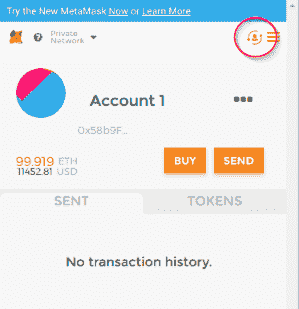 Try the New MetaMask Now or Learn More
Private
Network
Account 1
0x58b9F...
99.919 ETH
11452.81 USD
BUY
SEND
SENT
TOKENS
No transaction history.